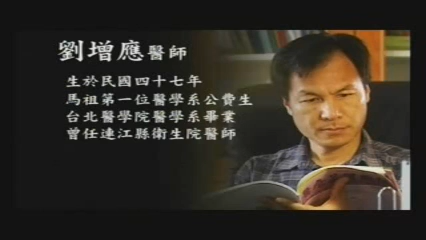 劉增應醫師
生於民國四十七年
馬祖第一位醫學系公費生
台北醫學院醫學系畢業
曾任連江縣衛生院醫師